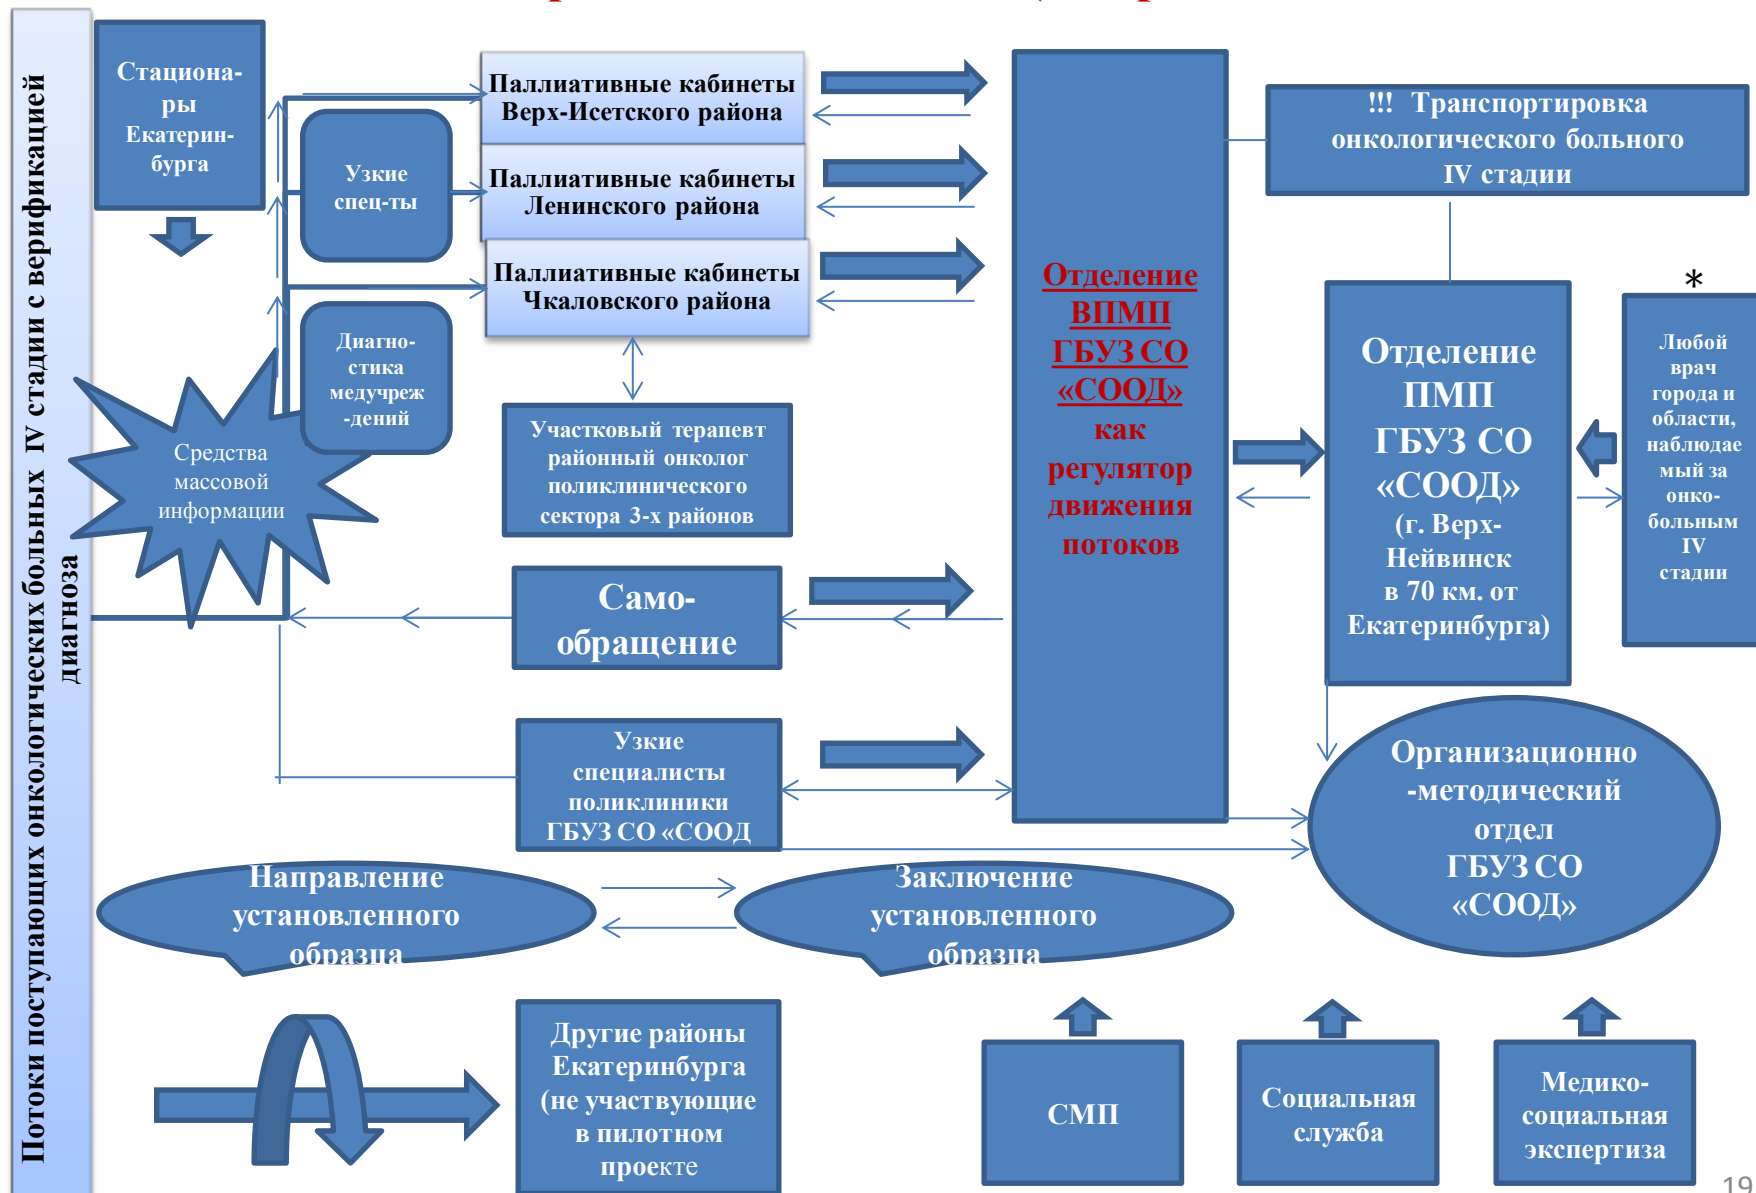 Потоки поступающих онкологических больных IV стадии с верификацией
диагноза
Стациона-
ры
Екатерин-
бурга
Узкие
спец-ты
Диагно-
стика
медучреж
-дений
Средства
массовой
информации
Паллиативные кабинеты
Верх-Исетского района
Паллиативные кабинеты
Ленинского района
Паллиативные кабинеты
Чкаловского района
Участковый терапевт
районный онколог
поликлинического
сектора 3-х районов
Само-
обращение
Узкие
специалисты
поликлиники
ГБУЗ СО «СООД
Отделение
ВПМП
ГБУЗ СО
«СООД»
как
регулятор
движения
потоков
!!! Транспортировка
онкологического больного
IV стадии
Отделение
ПМП
ГБУЗ СО
«СООД»
(г. Верх-
Нейвинск
в 70 км. от
Екатеринбурга)
*
Любой
врач
города и
области,
наблюдае
мый за
онко-
больным
IV
стадии
Организационно
-методический
отдел
ГБУЗ СО
«СООД»
Направление
установленного
образца
Заключение
установленного
образца
Другие районы
Екатеринбурга
(не участвующие
в пилотном
проекте
СМП
Социальная
служба
Медико-
социальная
экспертиза
19